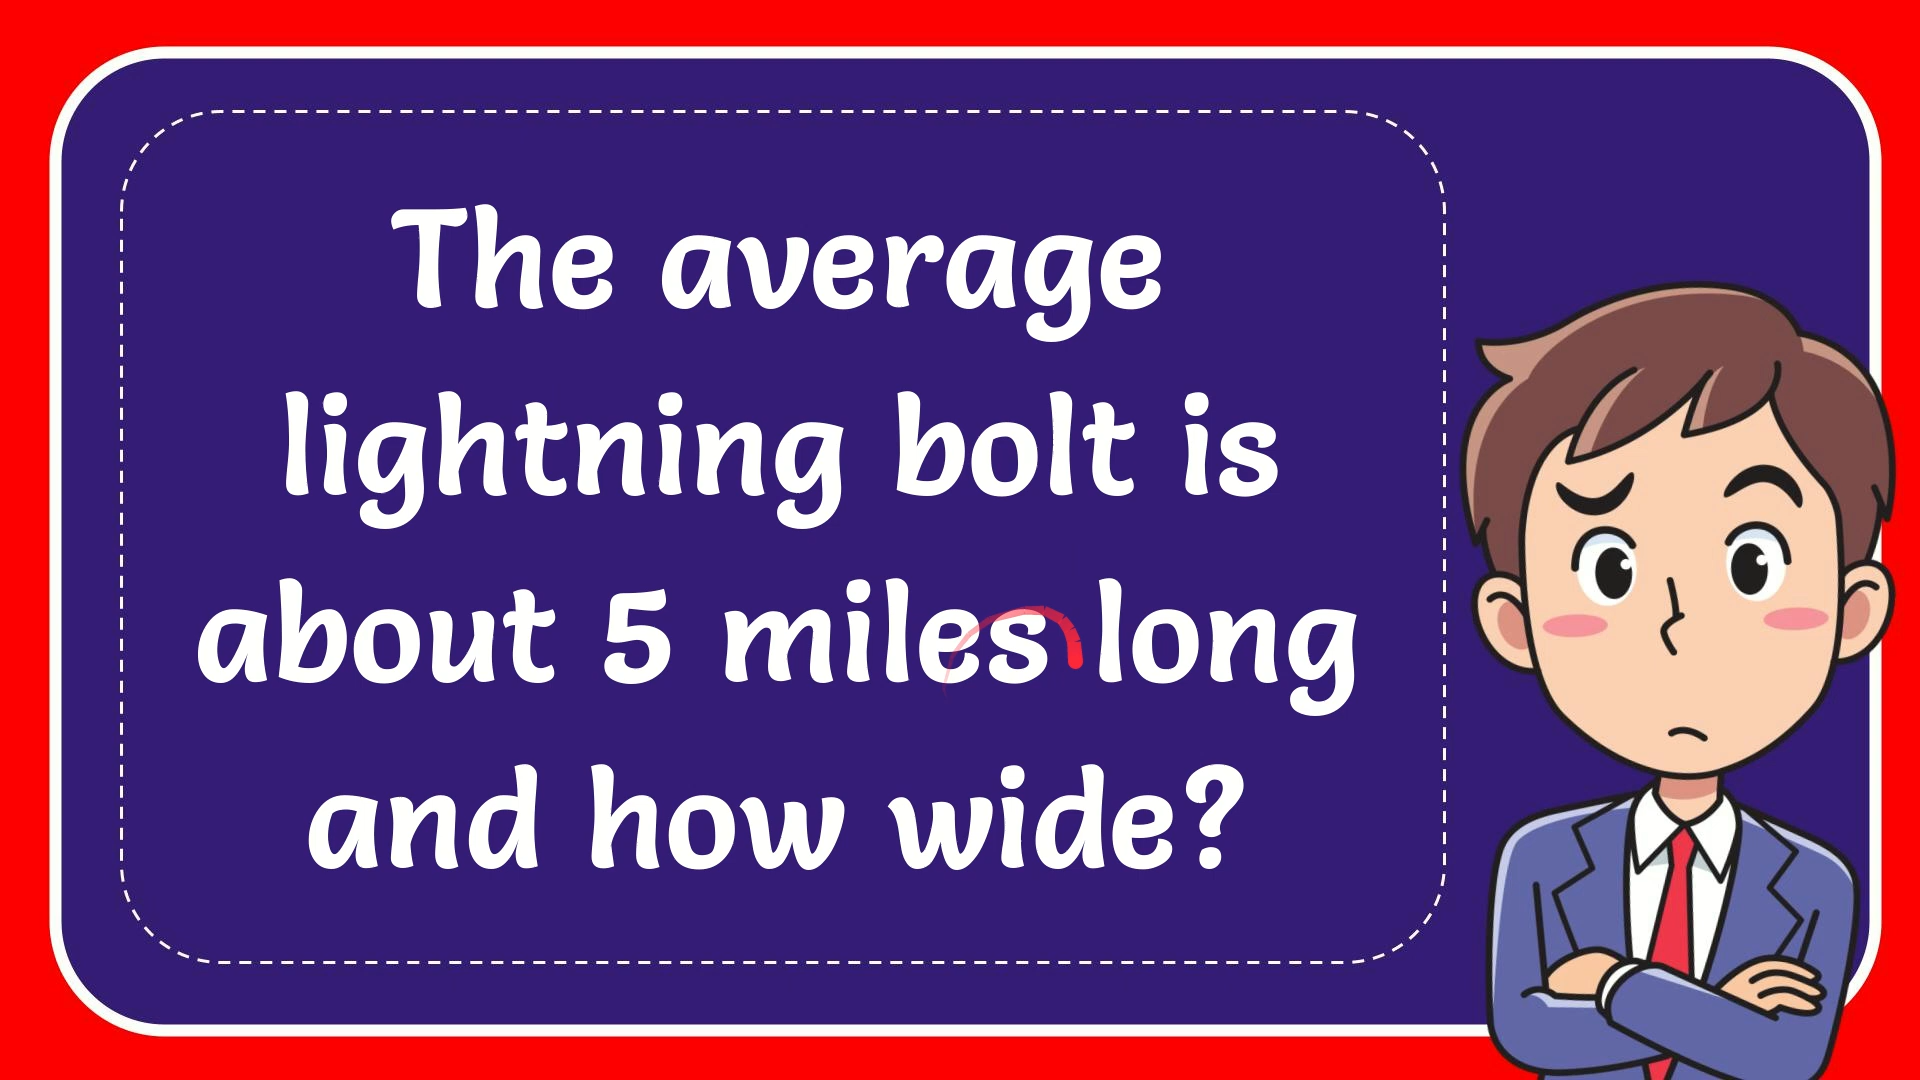 The average
lightning bolt is
about 5 miles long
and how wide?